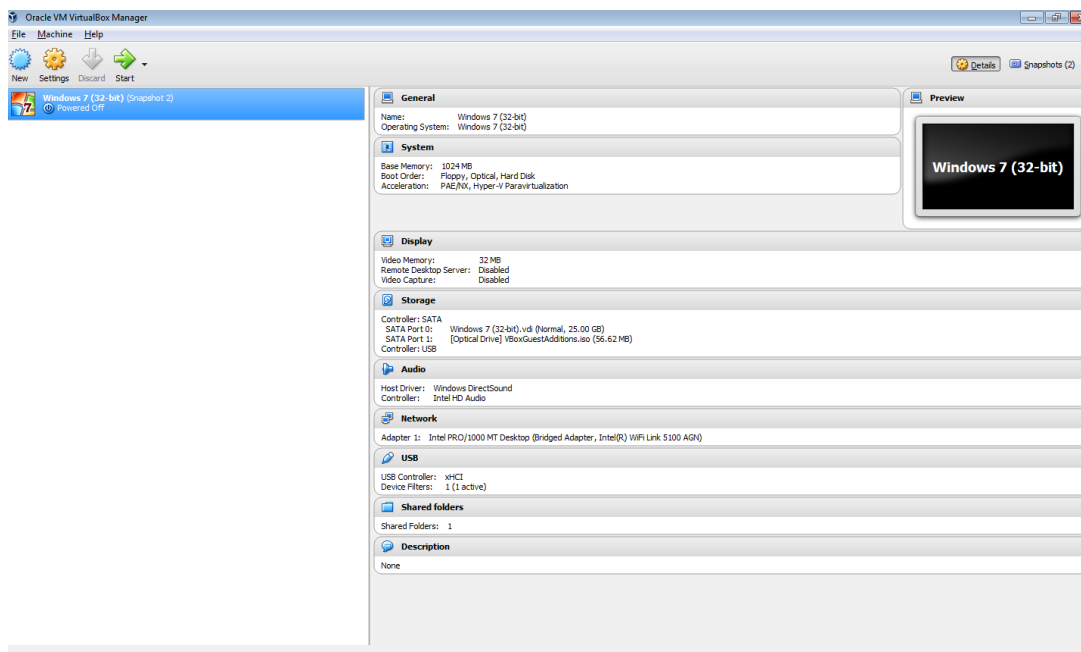 Oracle VM VirtualBox Manager
File Machine Help
New Settings Discard Start
Details Snapshots (2)
Windows 7 (32-bit) (Snapshot 2)
Powered Off
General
Name: Windows 7 (32-bit)
Operating System: Windows 7 (32-bit)
System
Base Memory: 1024 MB
Boot Order: Floppy, Optical, Hard Disk
Acceleration: PAE/NX, Hyper-V Paravirtualization
Preview
Windows 7 (32-bit)
Display
Video Memory: 32 MB
Remote Desktop Server: Disabled
Video Capture: Disabled
Storage
Controller: SATA
SATA Port 0: Windows 7 (32-bit).vdi (Normal, 25.00 GB)
SATA Port 1: [Optical Drive] VBoxGuestAdditions.iso (56.62 MB)
Controller: USB
Audio
Host Driver: Windows DirectSound
Controller: Intel HD Audio
Network
Adapter 1: Intel PRO/1000 MT Desktop (Bridged Adapter, Intel(R) WiFi Link 5100 AGN)
USB
USB Controller: xHCI
Device Filters: 1 (1 active)
Shared folders
Shared Folders: 1
Description
None